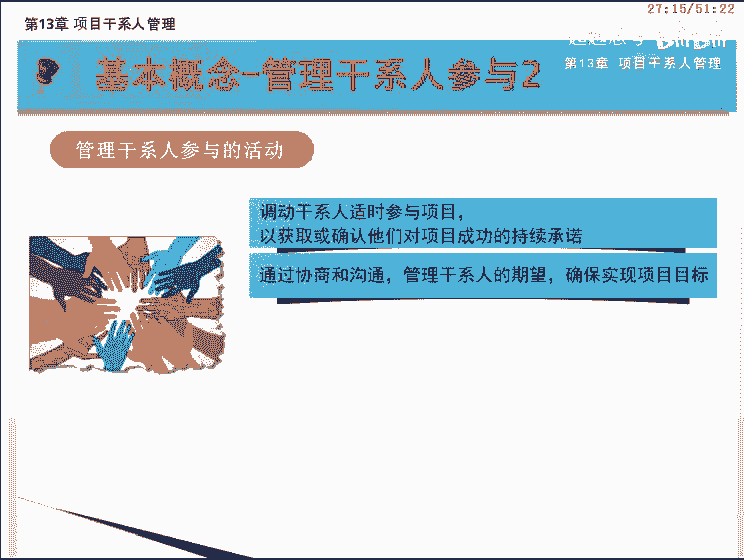 27:15/51:22
第13章 项目干系人管理
基本概念-管理干系人参与2
第13章 项目干系人管理
管理干系人参与的活动
调动干系人适时参与项目，
以获取或确认他们对项目成功的持续承诺
通过协商和沟通，管理干系人的期望，确保实现项目目标